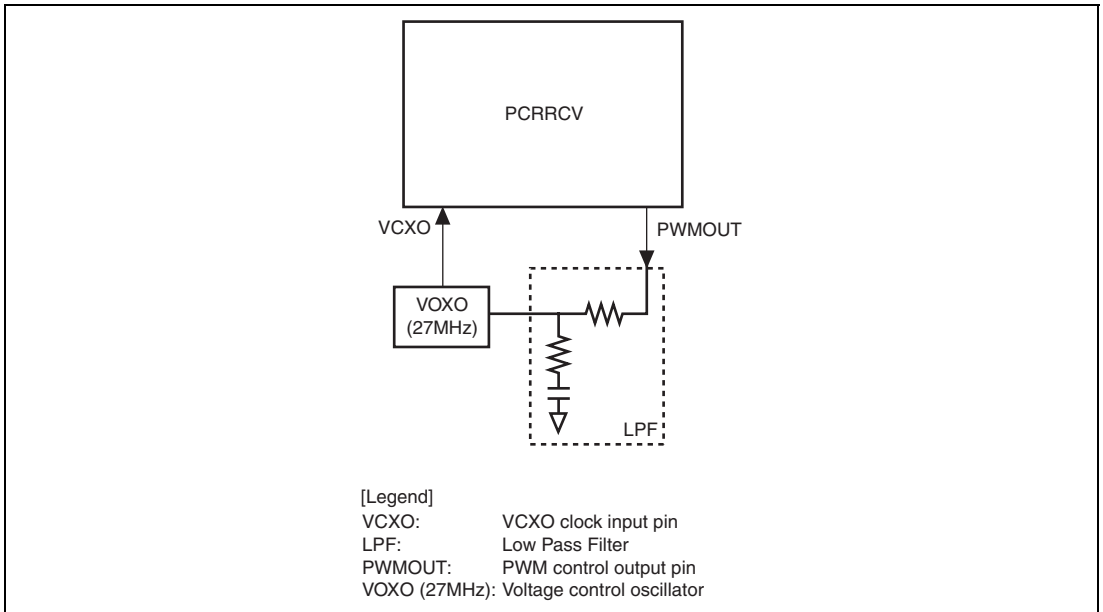 PCRRCV
VCXO
PWMOUT
VOXO
(27MHz)
LPF
[Legend]
VCXO: VCXO clock input pin
LPF: Low Pass Filter
PWMOUT: PWM control output pin
VOXO (27MHz): Voltage control oscillator